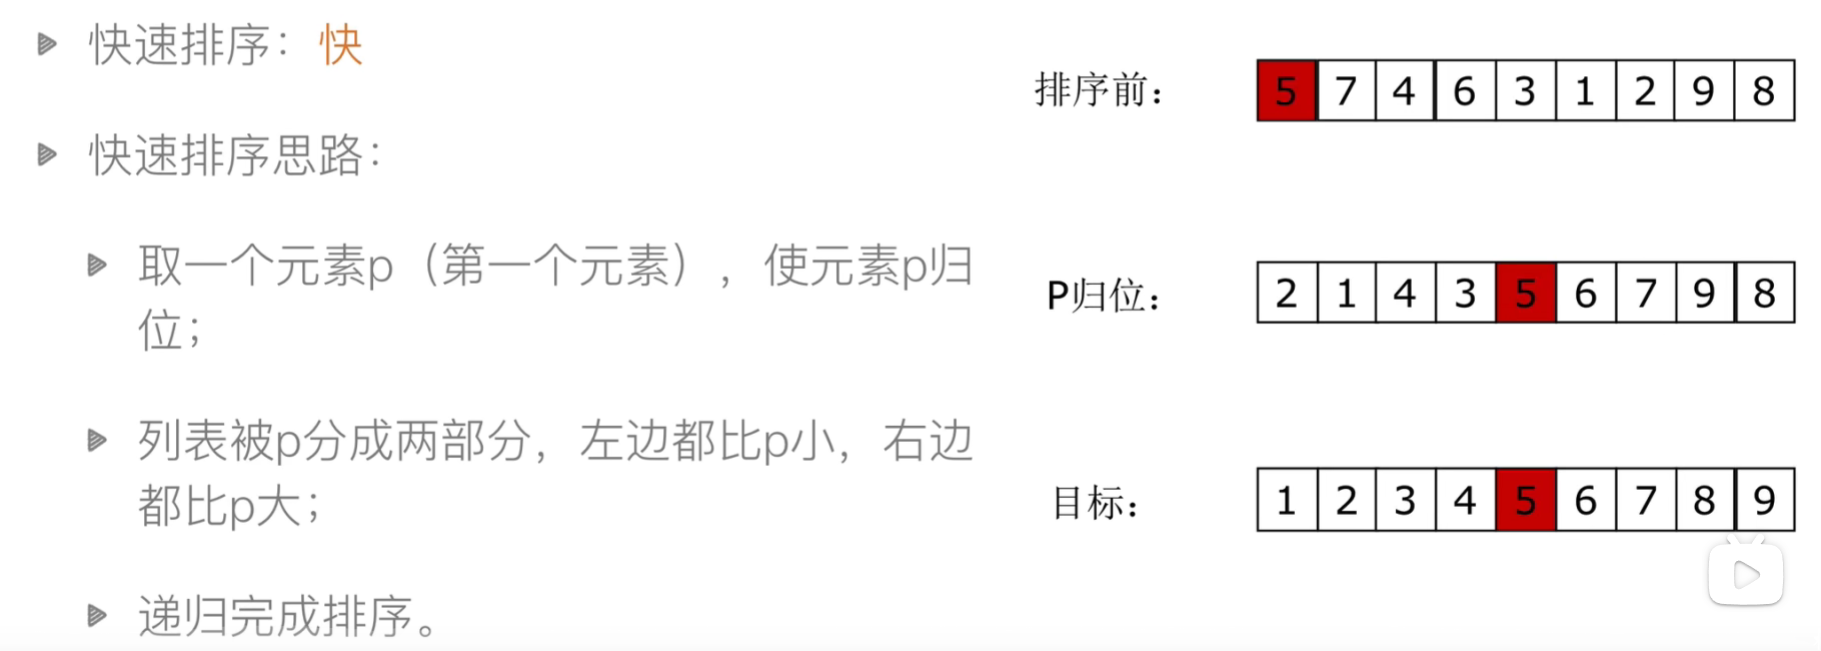 快速排序：快
快速排序思路：
取一个元素p（第一个元素），使元素p归
位；
列表被p分成两部分，左边都比p小，右边
都比p大；
递归完成排序。
排序前： 5 7 4 6 3 1 2 9 8
P归位： 2 1 4 3 5 6 7 9 8
目标： 1 2 3 4 5 6 7 8 9